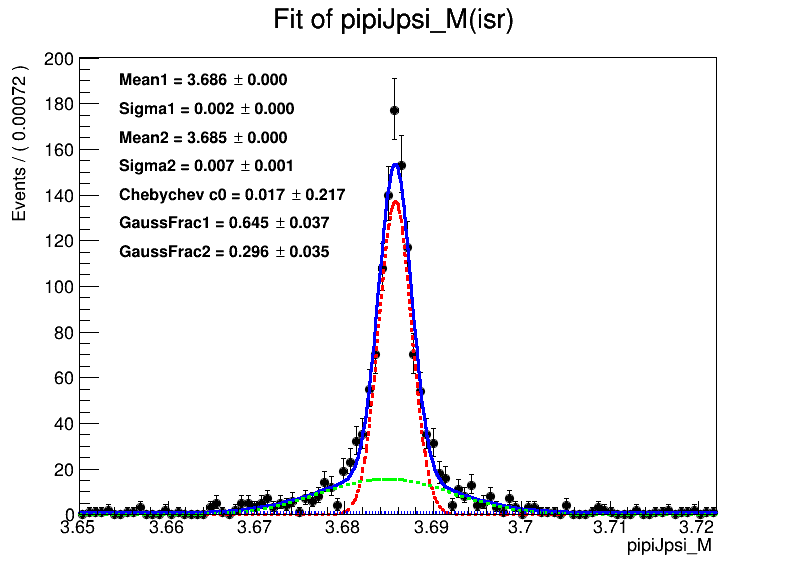 Fit of pipiJpsi_M(isr)
Events / ( 0.00072 )
200
180
160
140
120
100
80
60
40
20
0
Mean1 = 3.686 ± 0.000
Sigma1 = 0.002 ± 0.000
Mean2 = 3.685 ± 0.000
Sigma2 = 0.007 ± 0.001
Chebychev c0 = 0.017 ± 0.217
GaussFrac1 = 0.645 ± 0.037
GaussFrac2 = 0.296 ± 0.035
3.65 3.66 3.67 3.68 3.69 3.7 3.71 3.72
pipiJpsi_M